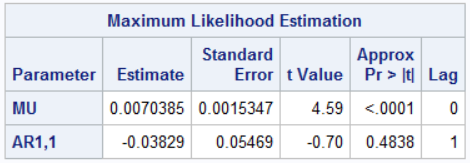 Maximum Likelihood Estimation
Parameter Estimate Standard Error t Value Approx Pr > |t| Lag
MU 0.0070385 0.0015347 4.59 <.0001 0
AR1,1 -0.03829 0.05469 -0.70 0.4838 1